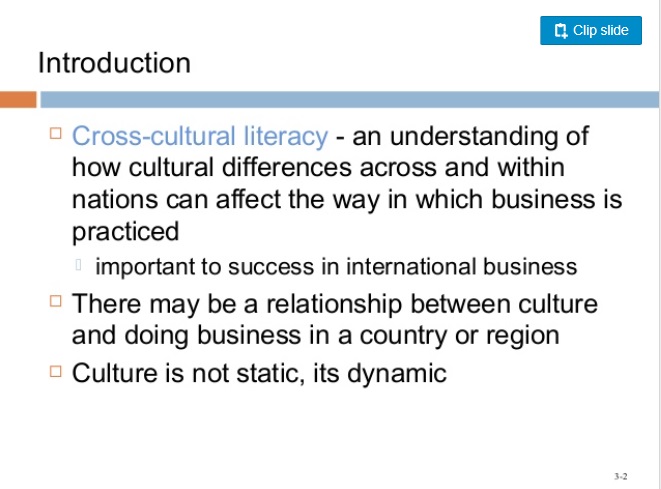 Clip slide
Introduction
Cross-cultural literacy - an understanding of
how cultural differences across and within
nations can affect the way in which business is
practiced
important to success in international business
There may be a relationship between culture
and doing business in a country or region
Culture is not static, its dynamic
3-2